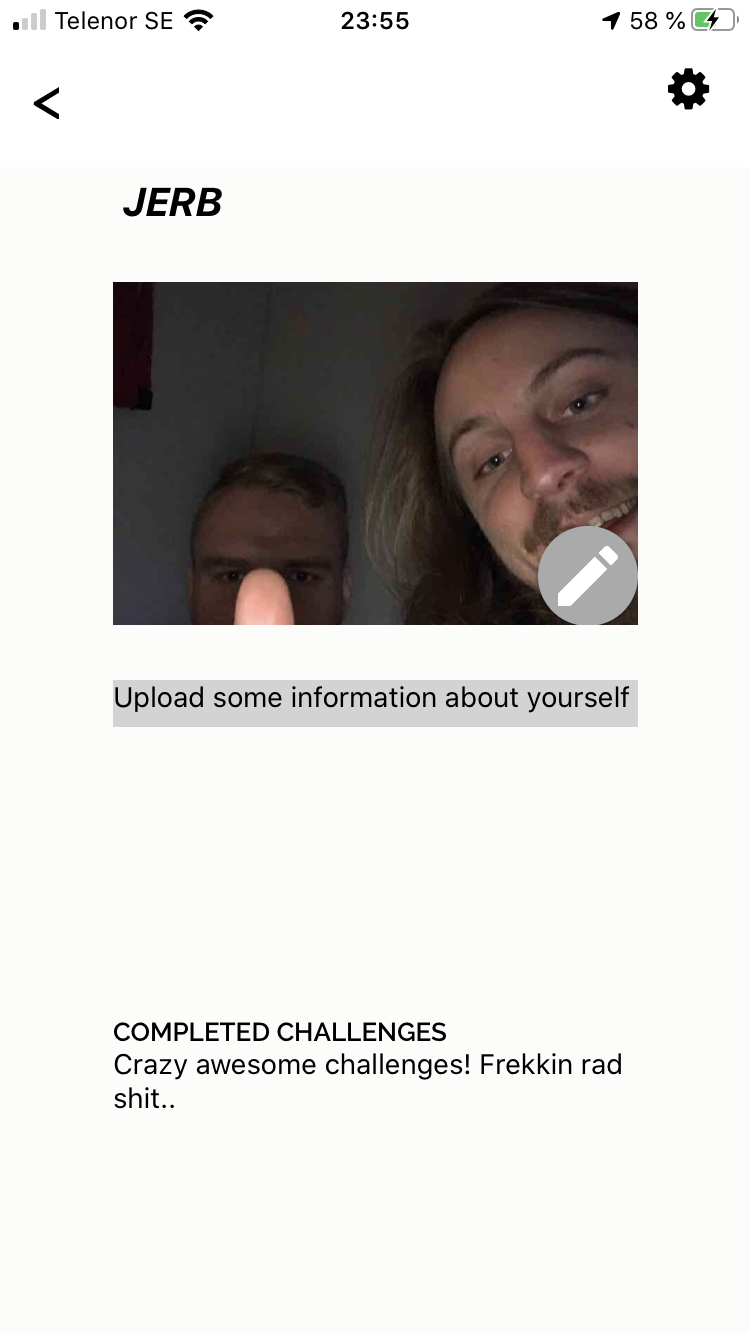 Telenor SE 23:55 58 %
<
JERB
Upload some information about yourself
COMPLETED CHALLENGES
Crazy awesome challenges! Frekkin rad
shit..